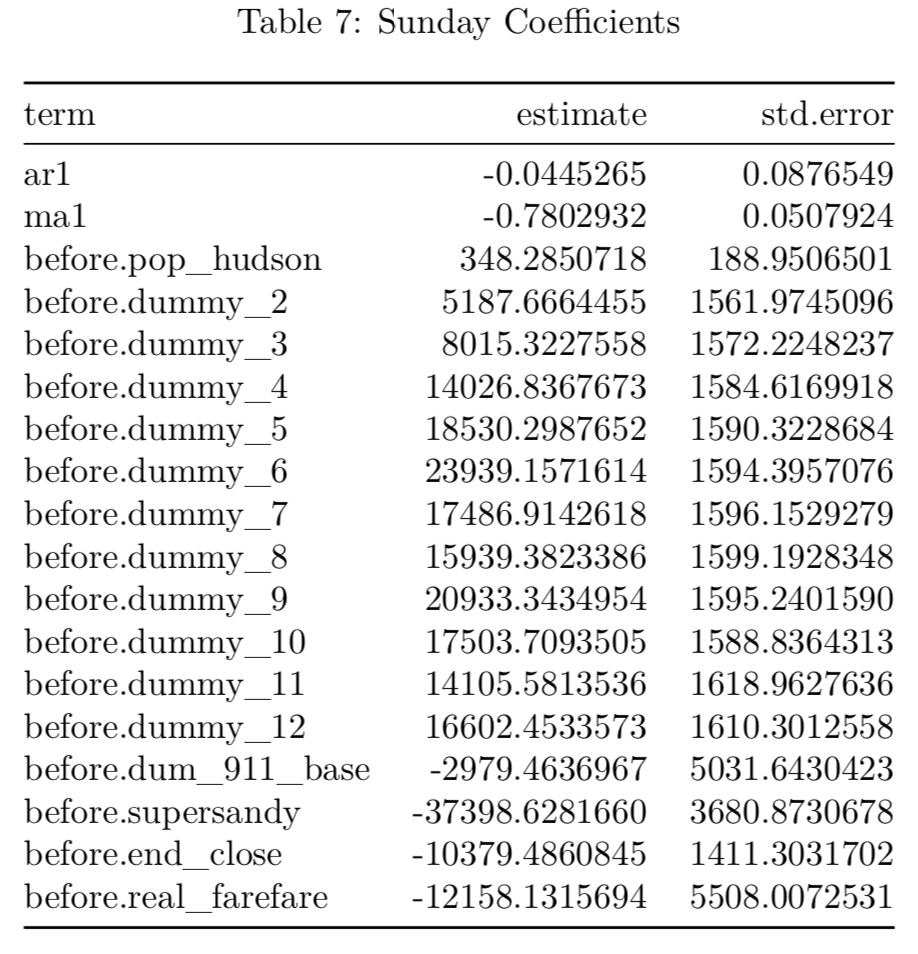 Table 7: Sunday Coefficients
term estimate std.error
ar1 -0.0445265 0.0876549
ma1 -0.7802932 0.0507924
before.pop_hudson 348.2850718 188.9506501
before.dummy_2 5187.6664455 1561.9745096
before.dummy_3 8015.3227558 1572.2248237
before.dummy_4 14026.8367673 1584.6169918
before.dummy_5 18530.2987652 1590.3228684
before.dummy_6 23939.1571614 1594.3957076
before.dummy_7 17486.9142618 1596.1529279
before.dummy_8 15939.3823386 1599.1928348
before.dummy_9 20933.3434954 1595.2401590
before.dummy_10 17503.7093505 1588.8364313
before.dummy_11 14105.5813536 1618.9627636
before.dummy_12 16602.4533573 1610.3012558
before.dum_911_base -2979.4636967 5031.6430423
before.supersandy -37398.6281660 3680.8730678
before.end_close -10379.4860845 1411.3031702
before.real_farefare -12158.1315694 5508.0072531